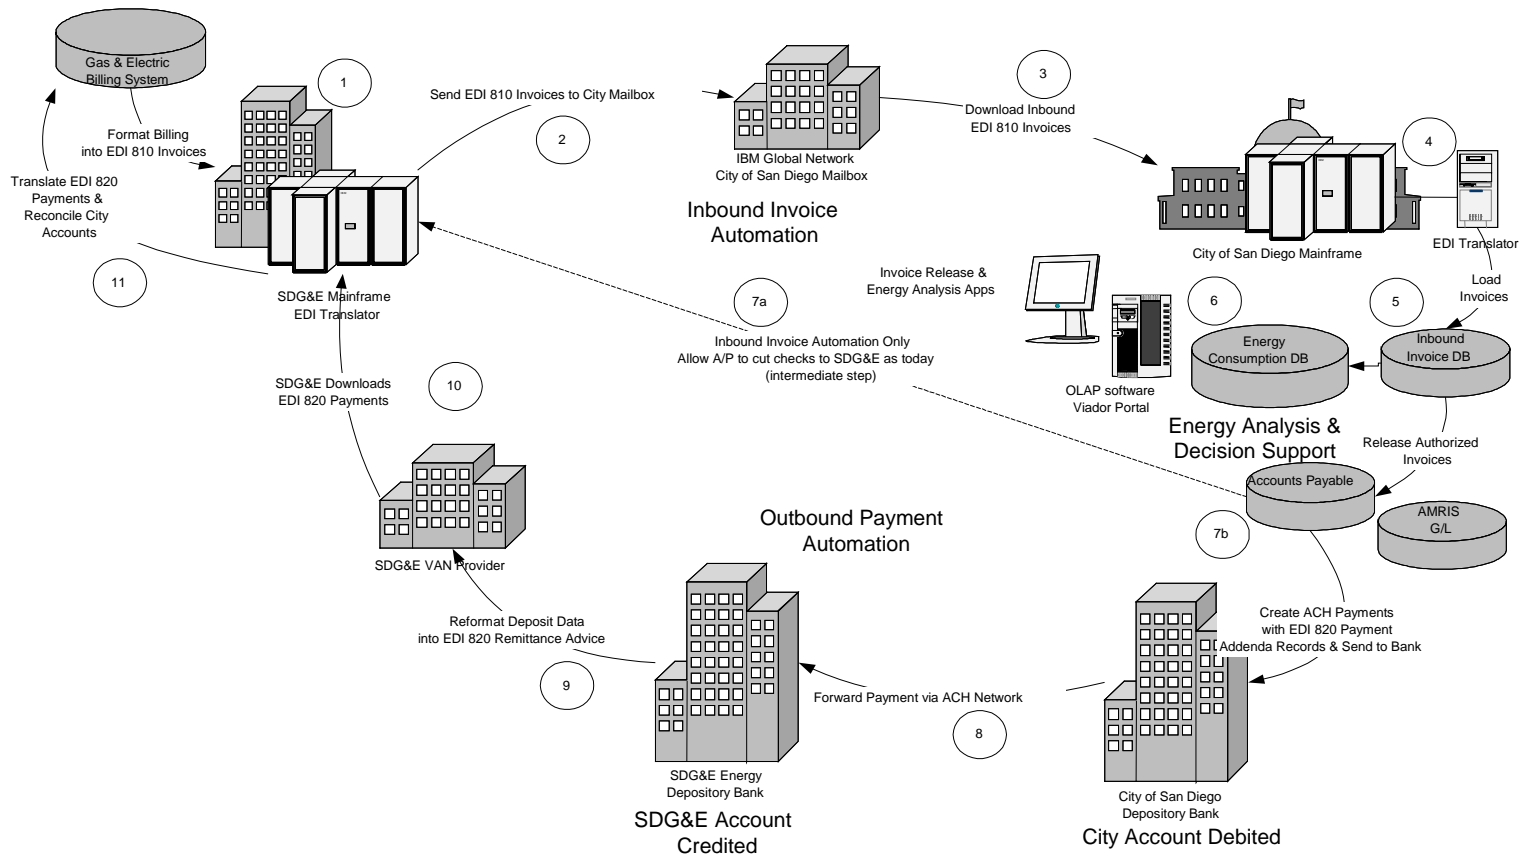 Gas & Electric
Billing System
1
Format Billing
into EDI 810 Invoices
Send EDI 810 Invoices to City Mailbox
2
IBM Global Network
City of San Diego Mailbox
Inbound Invoice
Automation
3
Download Inbound
EDI 810 Invoices
4
City of San Diego Mainframe
EDI Translator
Load
Invoices
5
Inbound
Invoice DB
6
Energy
Consumption DB
Invoice Release &
Energy Analysis Apps
OLAP software
Viador Portal
Energy Analysis &
Decision Support
Release Authorized
Invoices
Accounts Payable
AMRIS
G/L
7a
Inbound Invoice Automation Only
Allow A/P to cut checks to SDG&E as today
(intermediate step)
7b
Create ACH Payments
with EDI 820 Payment
Addenda Records & Send to Bank
City of San Diego
Depository Bank
City Account Debited
Outbound Payment
Automation
Forward Payment via ACH Network
8
SDG&E Energy
Depository Bank
SDG&E Account
Credited
9
Reformat Deposit Data
into EDI 820 Remittance Advice
SDG&E VAN Provider
10
SDG&E Downloads
EDI 820 Payments
SDG&E Mainframe
EDI Translator
11
Translate EDI 820
Payments &
Reconcile City
Accounts